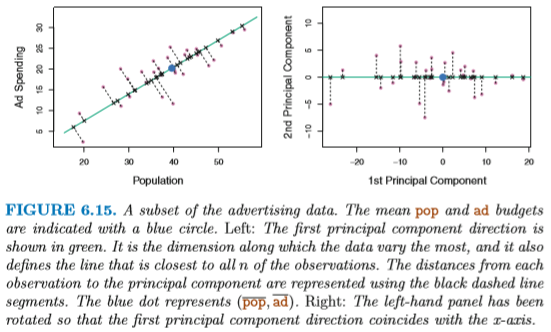 Ad Spending
5 10 15 20 25 30
20 30 40 50
Population
2nd Principal Component
-10 -5 0 5 10
-20 -10 0 10 20
1st Principal Component
FIGURE 6.15. A subset of the advertising data. The mean pop and ad budgets
are indicated with a blue circle. Left: The first principal component direction is
shown in green. It is the dimension along which the data vary the most, and it also
defines the line that is closest to all n of the observations. The distances from each
observation to the principal component are represented using the black dashed line
segments. The blue dot represents (pop, ad). Right: The left-hand panel has been
rotated so that the first principal component direction coincides with the x-axis.